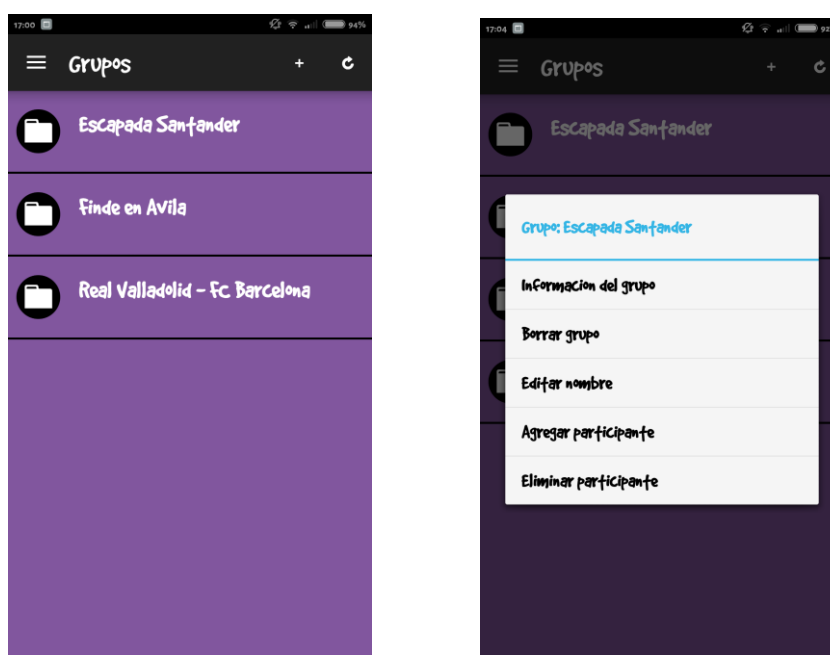 17:00 94%
Grupos + 
Escapada Santander
Finde en Avila
Real Valladolid - FC Barcelona
17:04 92
Grupos +
Escapada Santander
Grupo: Escapada Santander
Informacion del grupo
Borrar grupo
Editar nombre
Agregar participante
Eliminar participante